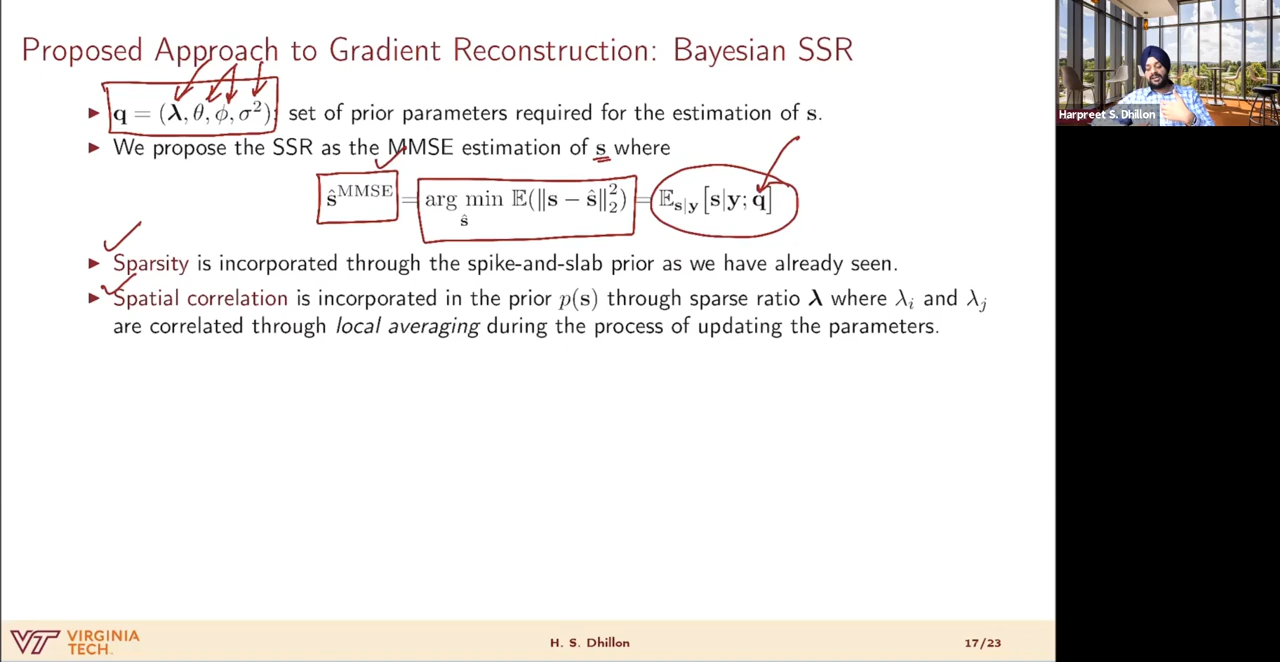 Proposed Approach to Gradient Reconstruction: Bayesian SSR
▶ q = (λ, θ, ϕ, σ²): set of prior parameters required for the estimation of s.
▶ We propose the SSR as the MMSE estimation of s where
ŝ^MMSE = arg min_ŝ 𝔼(‖s − ŝ‖₂²) = 𝔼_{s|y}[s|y; q]
▶ Sparsity is incorporated through the spike-and-slab prior as we have already seen.
▶ Spatial correlation is incorporated in the prior p(s) through sparse ratio λ where λᵢ and λⱼ
are correlated through local averaging during the process of updating the parameters.
Harpreet S. Dhillon
VT VIRGINIA
TECH.
H. S. Dhillon
17/23